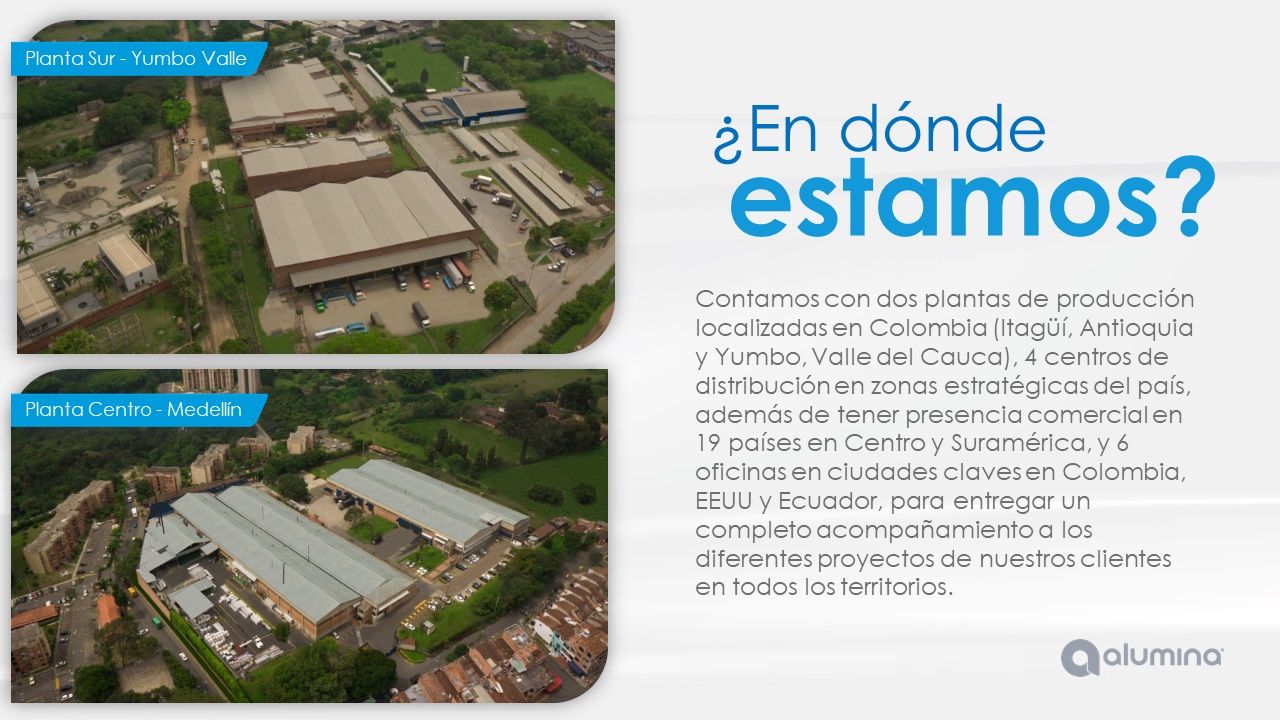 Planta Sur - Yumbo Valle
Planta Centro - Medellín
¿En dónde
estamos?
Contamos con dos plantas de producción
localizadas en Colombia (Itagüí, Antioquia
y Yumbo, Valle del Cauca), 4 centros de
distribución en zonas estratégicas del país,
además de tener presencia comercial en
19 países en Centro y Suramérica, y 6
oficinas en ciudades claves en Colombia,
EEUU y Ecuador, para entregar un
completo acompañamiento a los
diferentes proyectos de nuestros clientes
en todos los territorios.
alumina